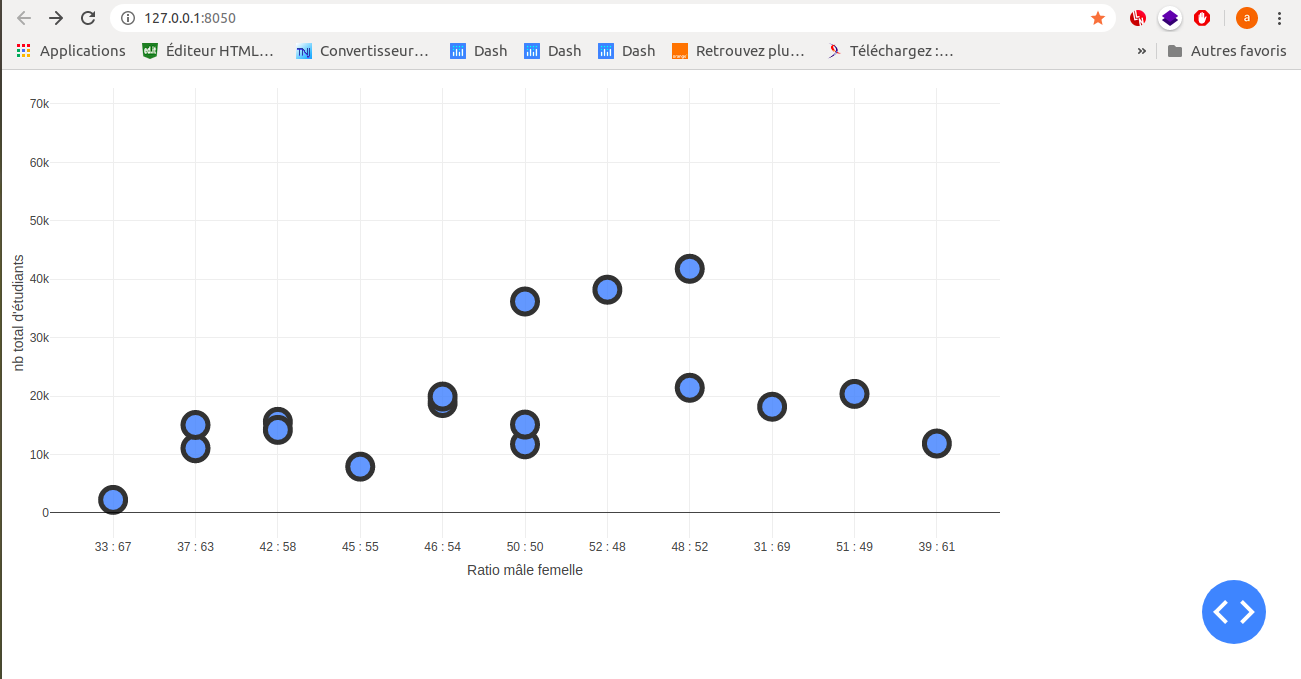 127.0.0.1:8050
Applications Éditeur HTML… Convertisseur… Dash Dash Dash Retrouvez plu… Téléchargez :… » Autres favoris
70k
60k
50k
40k
30k
20k
10k
0
nb total d'étudiants
33 : 67 37 : 63 42 : 58 45 : 55 46 : 54 50 : 50 52 : 48 48 : 52 31 : 69 51 : 49 39 : 61
Ratio mâle femelle
a